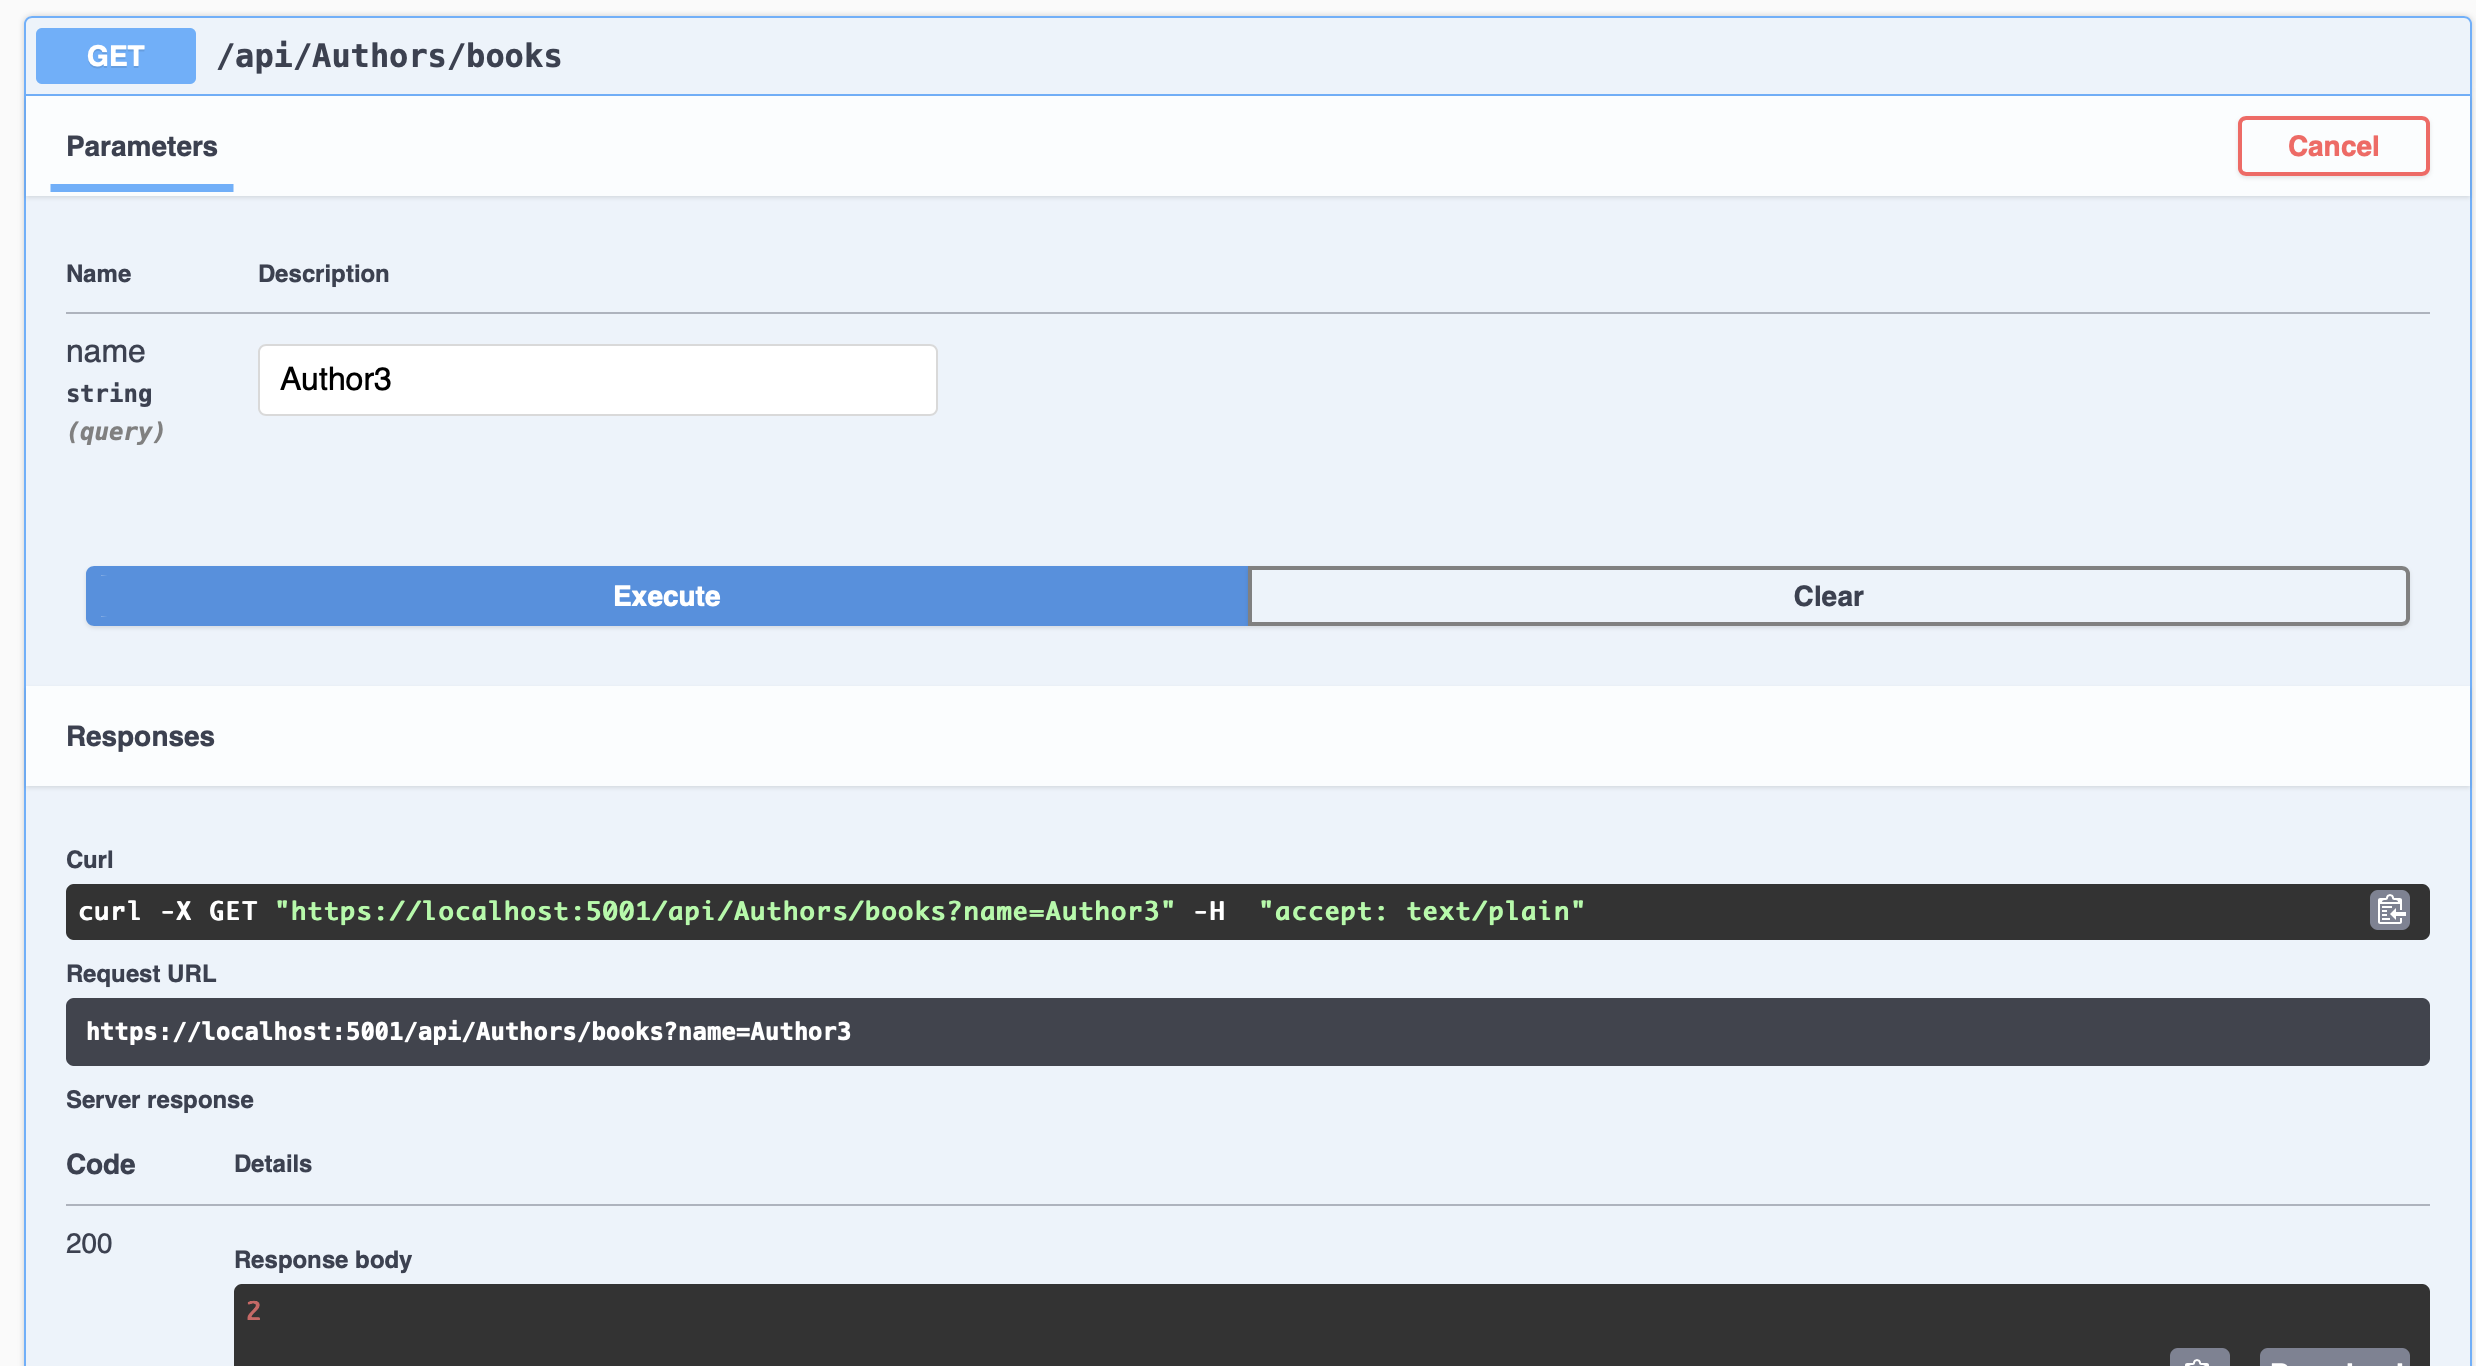 GET /api/Authors/books
Parameters
Cancel
Name Description
name
string
(query)
Author3
Execute
Clear
Responses
Curl
curl -X GET "https://localhost:5001/api/Authors/books?name=Author3" -H  "accept: text/plain"
Request URL
https://localhost:5001/api/Authors/books?name=Author3
Server response
Code Details
200
Response body
2